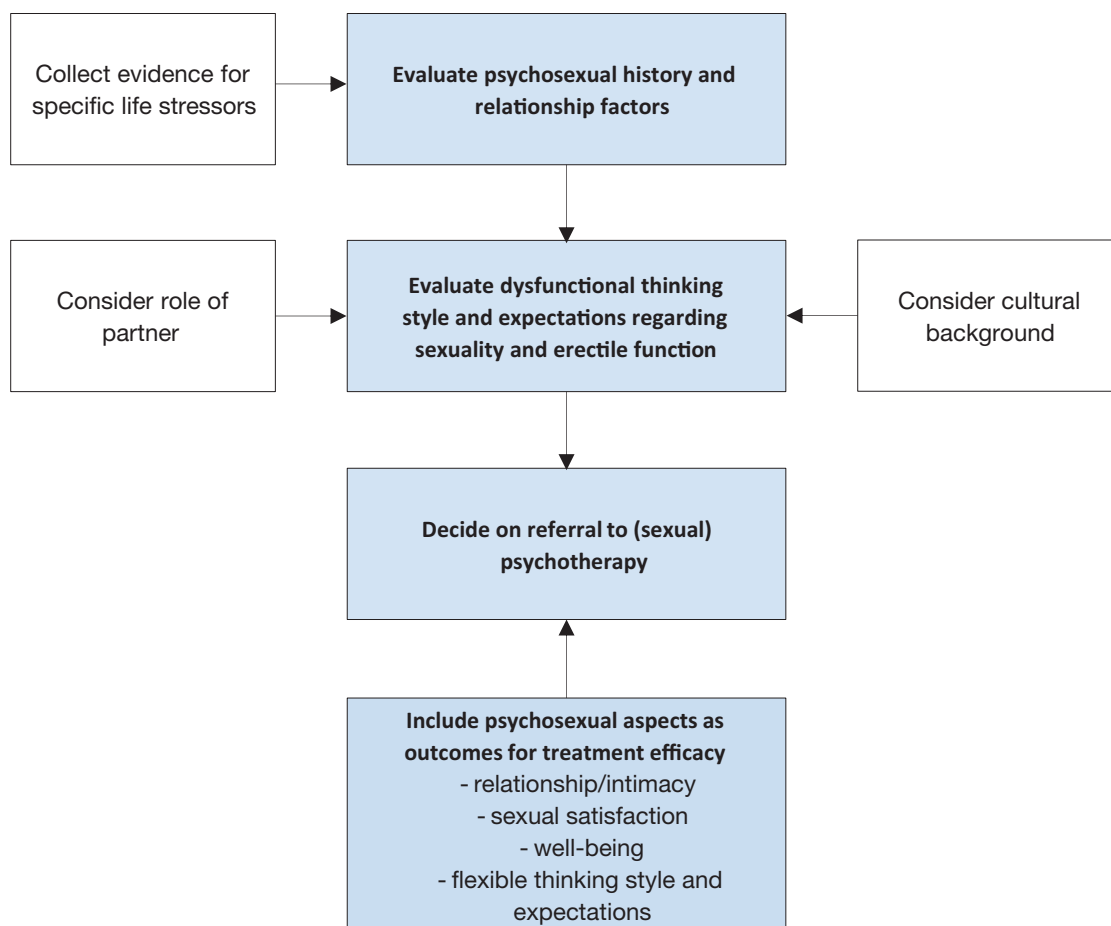 Collect evidence for
specific life stressors
Evaluate psychosexual history and
relationship factors
Consider role of
partner
Evaluate dysfunctional thinking
style and expectations regarding
sexuality and erectile function
Consider cultural
background
Decide on referral to (sexual)
psychotherapy
Include psychosexual aspects as
outcomes for treatment efficacy
- relationship/intimacy
- sexual satisfaction
- well-being
- flexible thinking style and
expectations